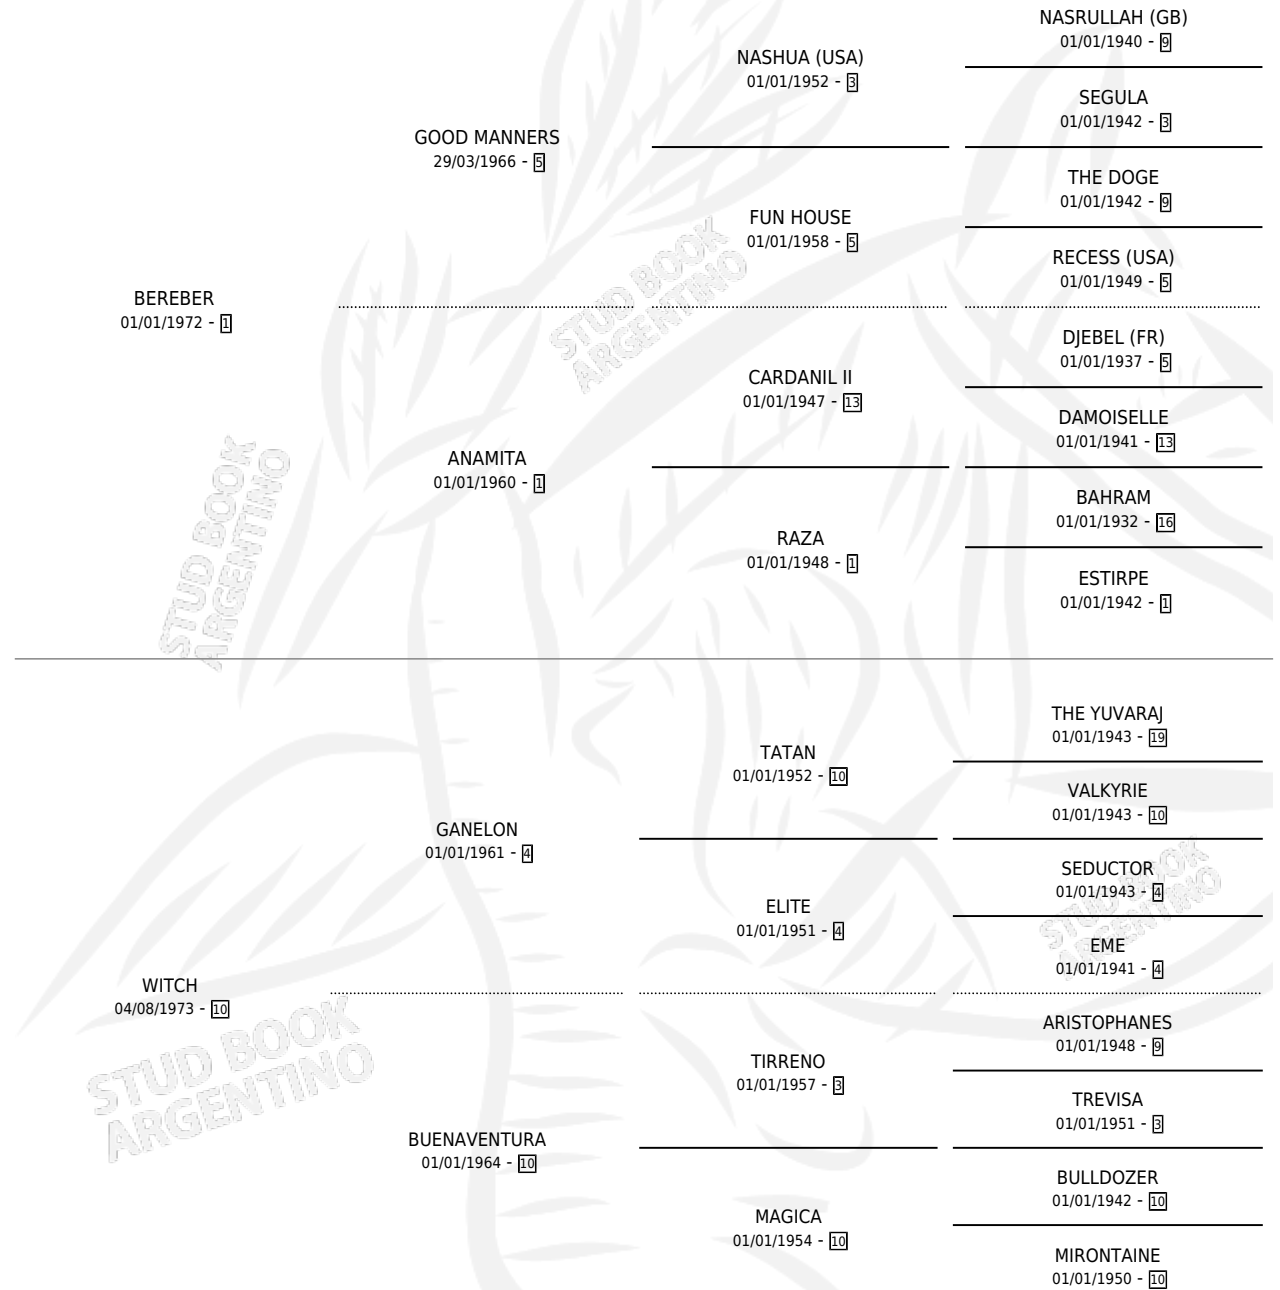 NASRULLAH (GB)
01/01/1940 - 9
NASHUA (USA)
01/01/1952 - 3
SEGULA
01/01/1942 - 3
GOOD MANNERS
29/03/1966 - 5
THE DOGE
01/01/1942 - 9
FUN HOUSE
01/01/1958 - 5
RECESS (USA)
01/01/1949 - 5
BEREBER
01/01/1972 - 1
DJEBEL (FR)
01/01/1937 - 5
CARDANIL II
01/01/1947 - 13
DAMOISELLE
01/01/1941 - 13
ANAMITA
01/01/1960 - 1
BAHRAM
01/01/1932 - 16
RAZA
01/01/1948 - 1
ESTIRPE
01/01/1942 - 1
THE YUVARAJ
01/01/1943 - 19
TATAN
01/01/1952 - 10
VALKYRIE
01/01/1943 - 10
GANELON
01/01/1961 - 4
SEDUCTOR
01/01/1943 - 4
ELITE
01/01/1951 - 4
EME
01/01/1941 - 4
WITCH
04/08/1973 - 10
ARISTOPHANES
01/01/1948 - 9
TIRRENO
01/01/1957 - 3
TREVISA
01/01/1951 - 3
BUENAVENTURA
01/01/1964 - 10
BULLDOZER
01/01/1942 - 10
MAGICA
01/01/1954 - 10
MIRONTAINE
01/01/1950 - 10
STUD BOOK
ARGENTINO
STUD BOOK
ARGENTINO
STUD BOOK
ARGENTINO
STUD BOOK
ARGENTINO